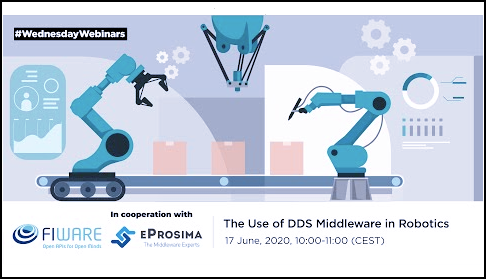 #WednesdayWebinars
In cooperation with
FIWARE
Open APIs for Open Minds
eProsima
The Middleware Experts
The Use of DDS Middleware in Robotics
17 June, 2020, 10:00-11:00 (CEST)